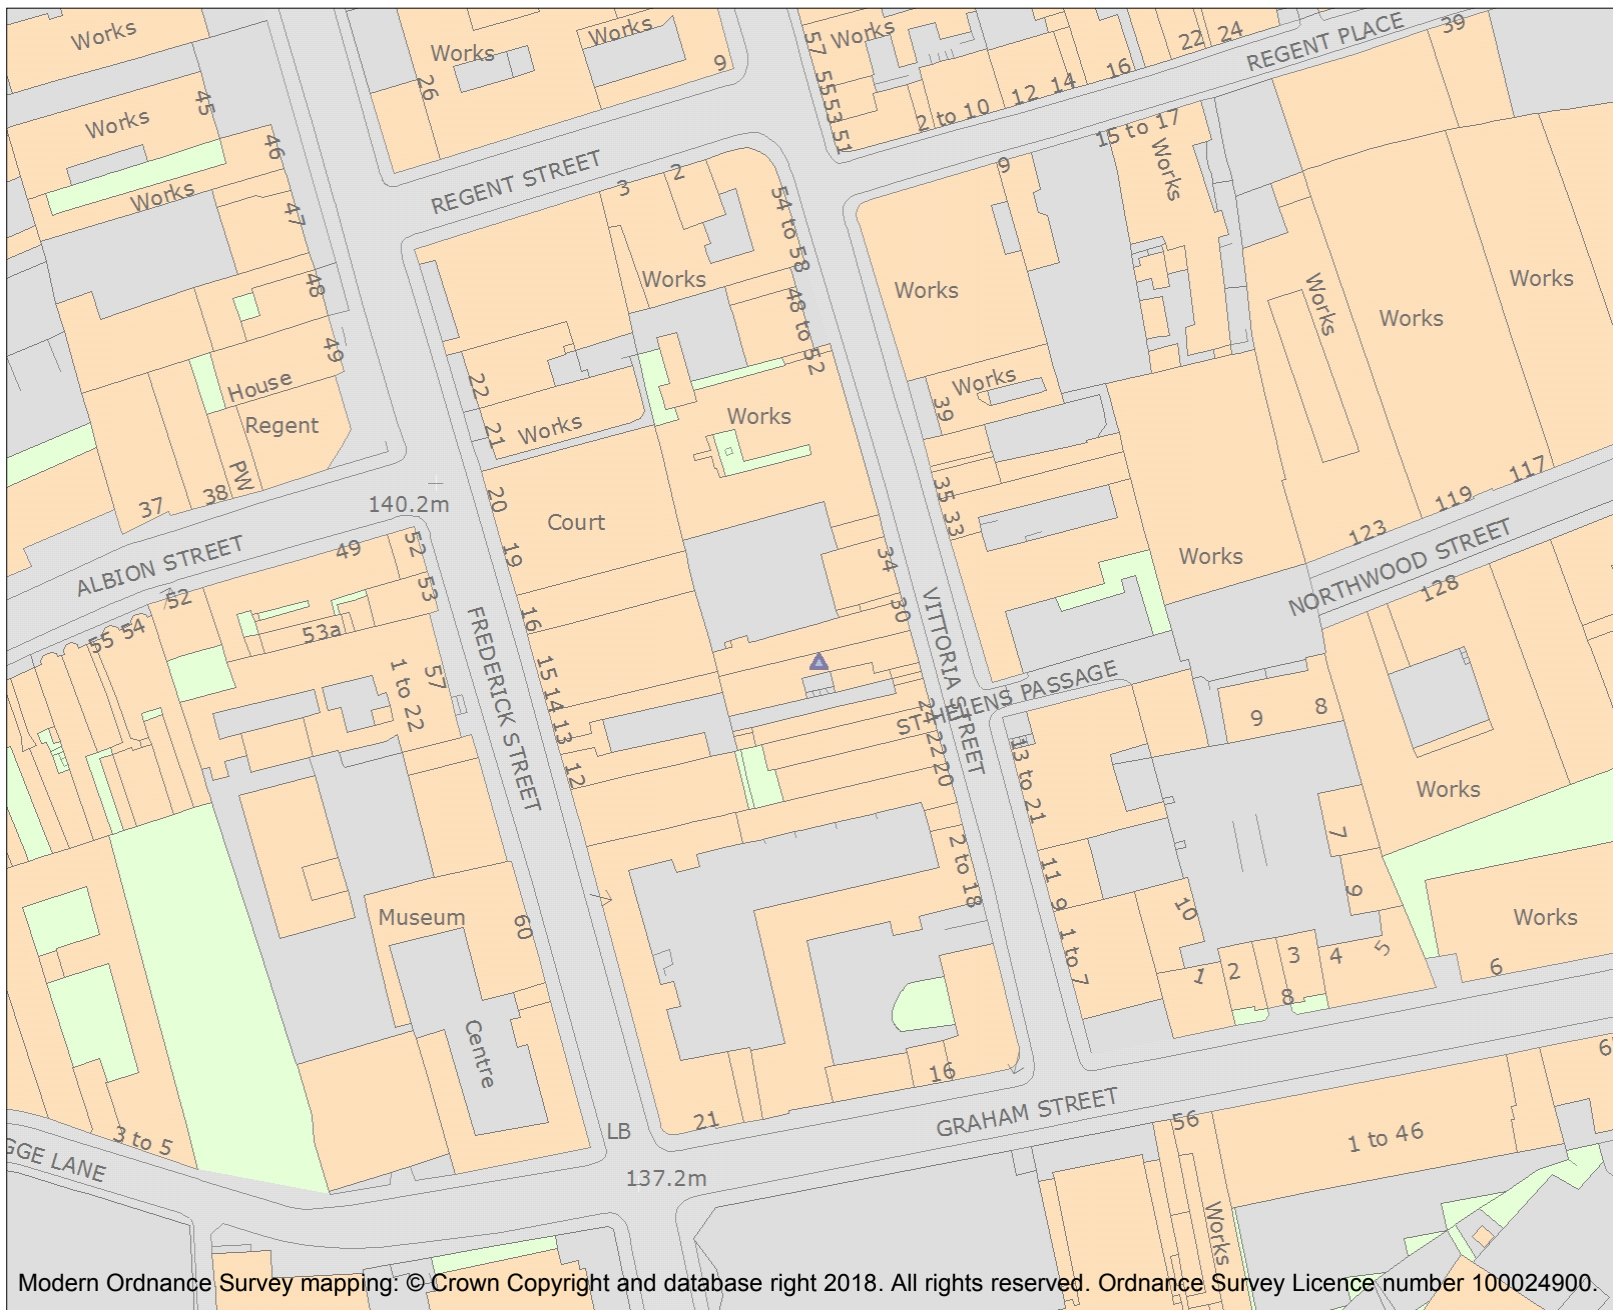 Works
Works
Works
57
Works
22
24
REGENT PLACE
39
26
9
45
Works
55
53
51
2 to 10
12
14
16
15 to 17
46
Works
47
REGENT STREET
3
2
54 to 58
9
Works
48
Works
48 to 52
Works
Works
Works
Works
49
House
Regent
22
21
Works
Works
Works
39
PW
37
38
140.2m
20
Court
19
35
33
117
119
123
ALBION STREET
49
52
53
52
55
54
53a
34
30
Works
NORTHWOOD STREET
128
16
FREDERICK STREET
VITTORIA STREET
1 to 22
57
15
14
13
12
ST HELENS PASSAGE
24
22
20
13 to 21
9
8
Works
7
Museum
60
2 to 18
11
9
1 to 7
10
6
Works
1
2
3
4
5
6
8
Centre
16
GRAHAM STREET
21
LB
3 to 5
GGE LANE
137.2m
56
1 to 46
Works
Modern Ordnance Survey mapping: © Crown Copyright and database right 2018. All rights reserved. Ordnance Survey Licence number 100024900.